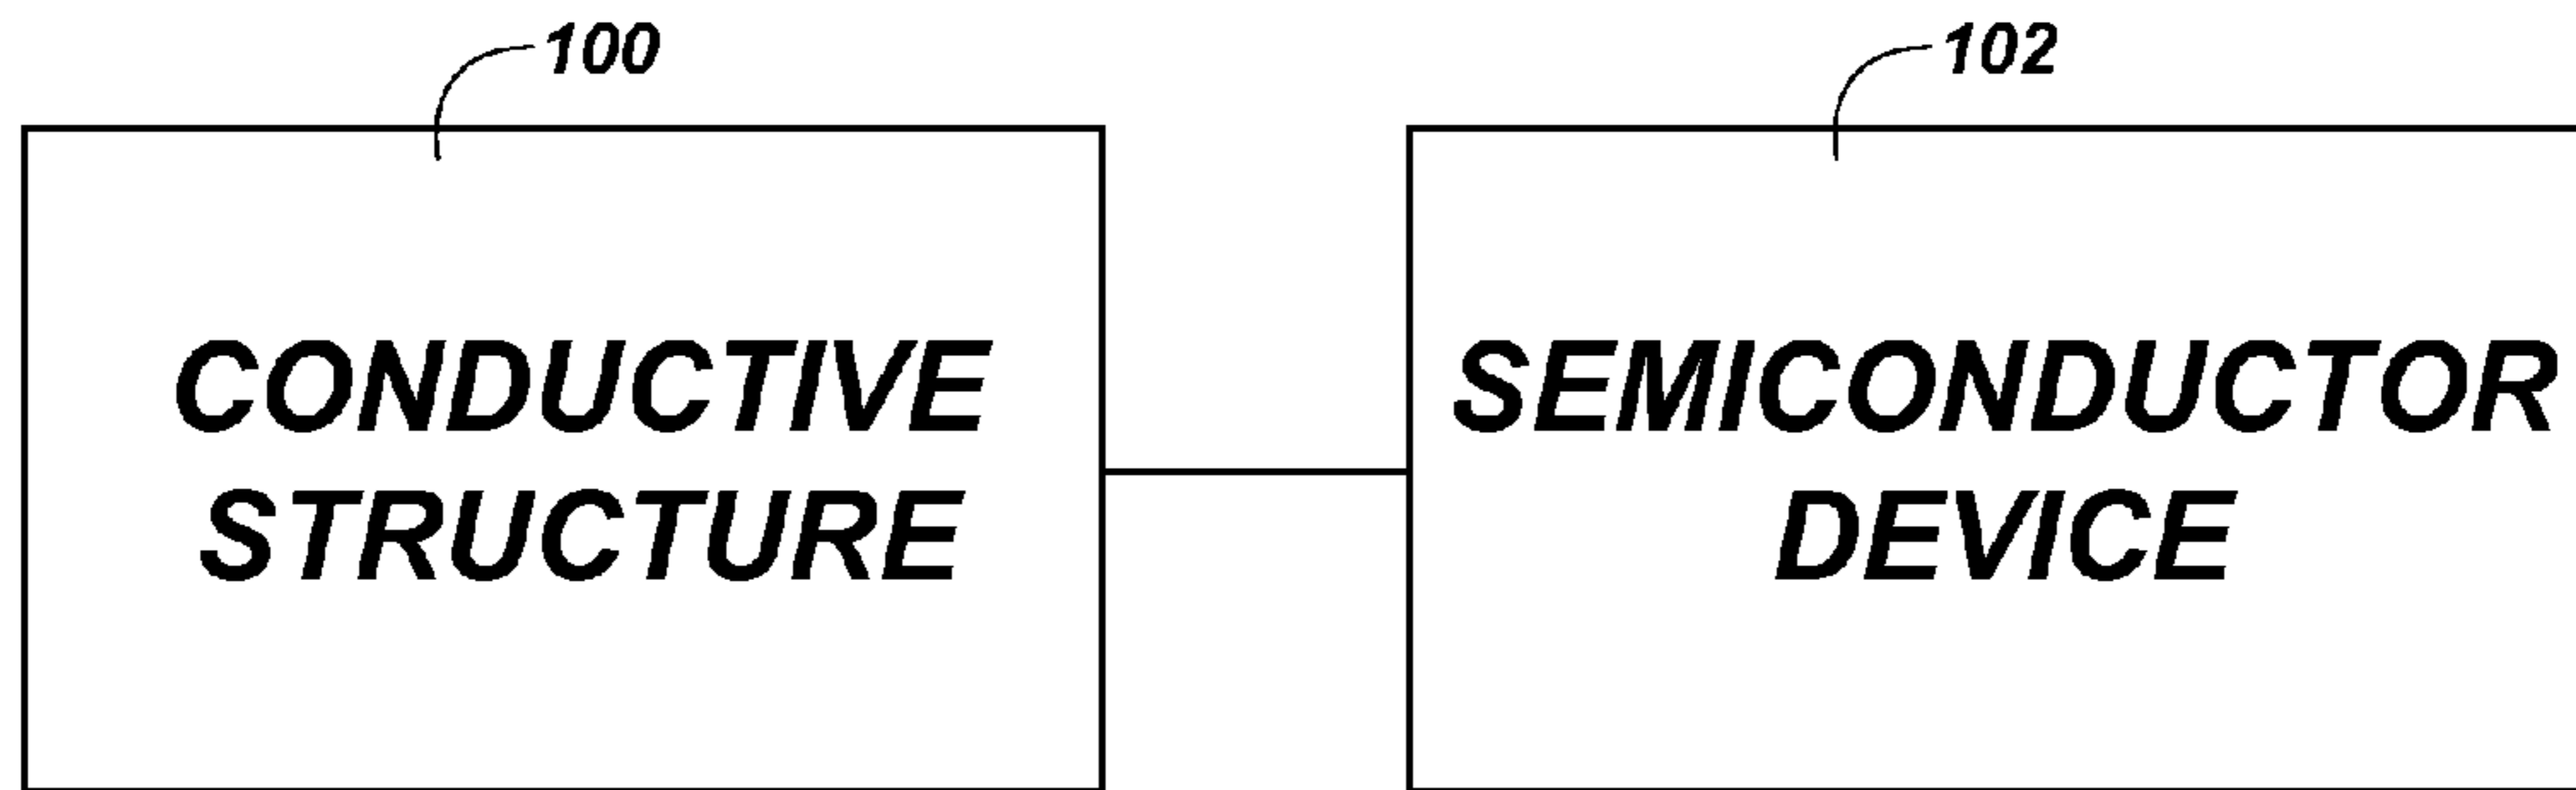 100
102
CONDUCTIVE
STRUCTURE
SEMICONDUCTOR
DEVICE